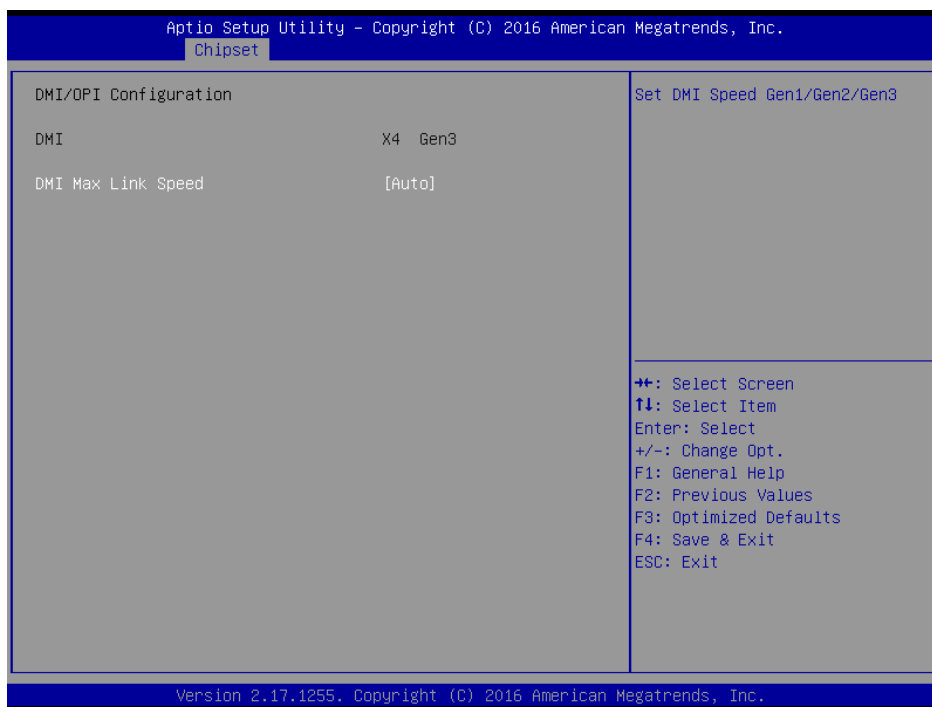 Aptio Setup Utility – Copyright (C) 2016 American Megatrends, Inc.
Chipset
DMI/OPI Configuration
DMI X4 Gen3
DMI Max Link Speed [Auto]
Set DMI Speed Gen1/Gen2/Gen3
→←: Select Screen
↑↓: Select Item
Enter: Select
+/-: Change Opt.
F1: General Help
F2: Previous Values
F3: Optimized Defaults
F4: Save & Exit
ESC: Exit
Version 2.17.1255. Copyright (C) 2016 American Megatrends, Inc.